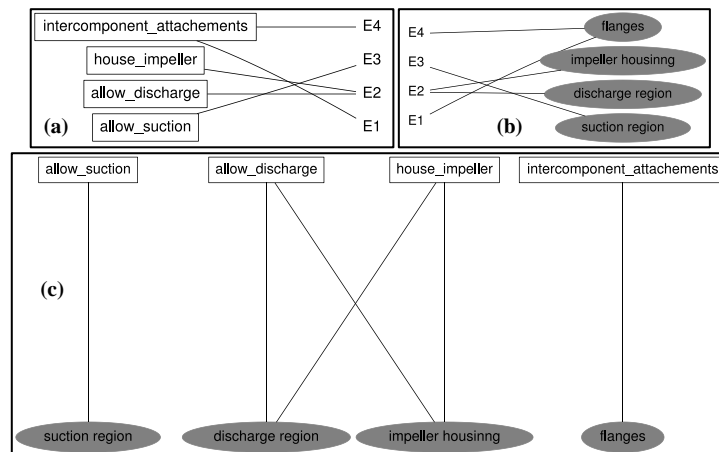 intercomponent_attachements
E4
house_impeller
E3
allow_discharge
E2
(a)
allow_suction
E1
E4
flanges
E3
impeller housinng
E2
discharge region
E1
(b)
suction region
allow_suction
allow_discharge
house_impeller
intercomponent_attachements
(c)
suction region
discharge region
impeller housinng
flanges